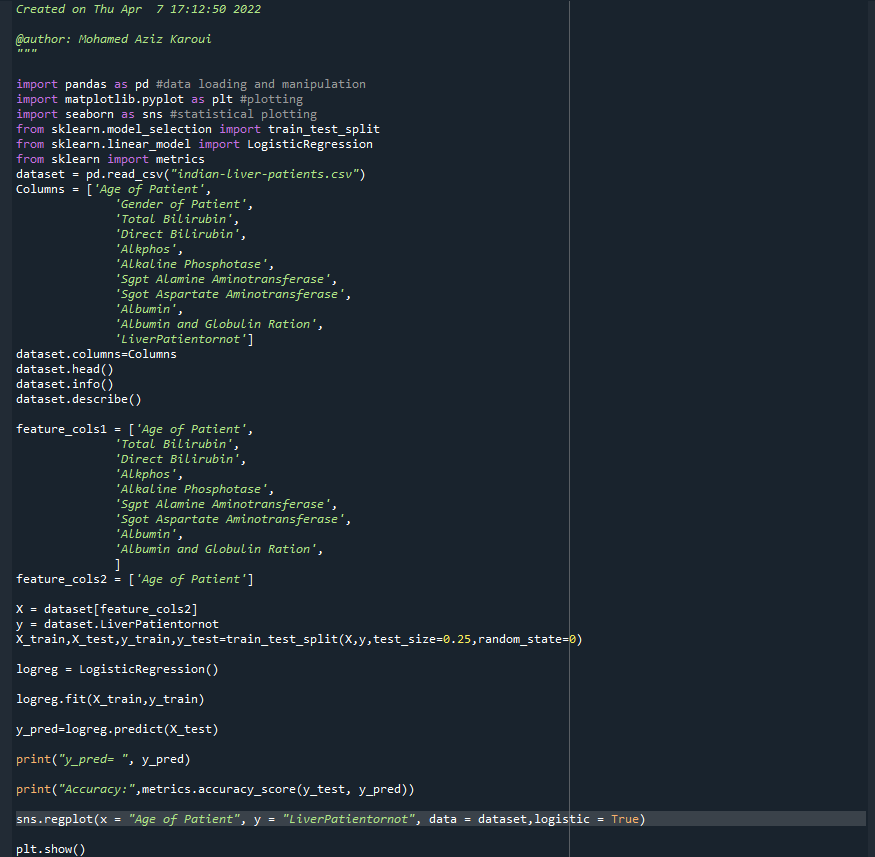 Created on Thu Apr  7 17:12:50 2022
@author: Mohamed Aziz Karoui
"""
import pandas as pd #data loading and manipulation
import matplotlib.pyplot as plt #plotting
import seaborn as sns #statistical plotting
from sklearn.model_selection import train_test_split
from sklearn.linear_model import LogisticRegression
from sklearn import metrics
dataset = pd.read_csv("indian-liver-patients.csv")
Columns = ['Age of Patient',
'Gender of Patient',
'Total Bilirubin',
'Direct Bilirubin',
'Alkphos',
'Alkaline Phosphotase',
'Sgpt Alamine Aminotransferase',
'Sgot Aspartate Aminotransferase',
'Albumin',
'Albumin and Globulin Ration',
'LiverPatientornot']
dataset.columns=Columns
dataset.head()
dataset.info()
dataset.describe()
feature_cols1 = ['Age of Patient',
'Total Bilirubin',
'Direct Bilirubin',
'Alkphos',
'Alkaline Phosphotase',
'Sgpt Alamine Aminotransferase',
'Sgot Aspartate Aminotransferase',
'Albumin',
'Albumin and Globulin Ration',
]
feature_cols2 = ['Age of Patient']
X = dataset[feature_cols2]
y = dataset.LiverPatientornot
X_train,X_test,y_train,y_test=train_test_split(X,y,test_size=0.25,random_state=0)
logreg = LogisticRegression()
logreg.fit(X_train,y_train)
y_pred=logreg.predict(X_test)
print("y_pred= ", y_pred)
print("Accuracy:",metrics.accuracy_score(y_test, y_pred))
sns.regplot(x = "Age of Patient", y = "LiverPatientornot", data = dataset,logistic = True)
plt.show()